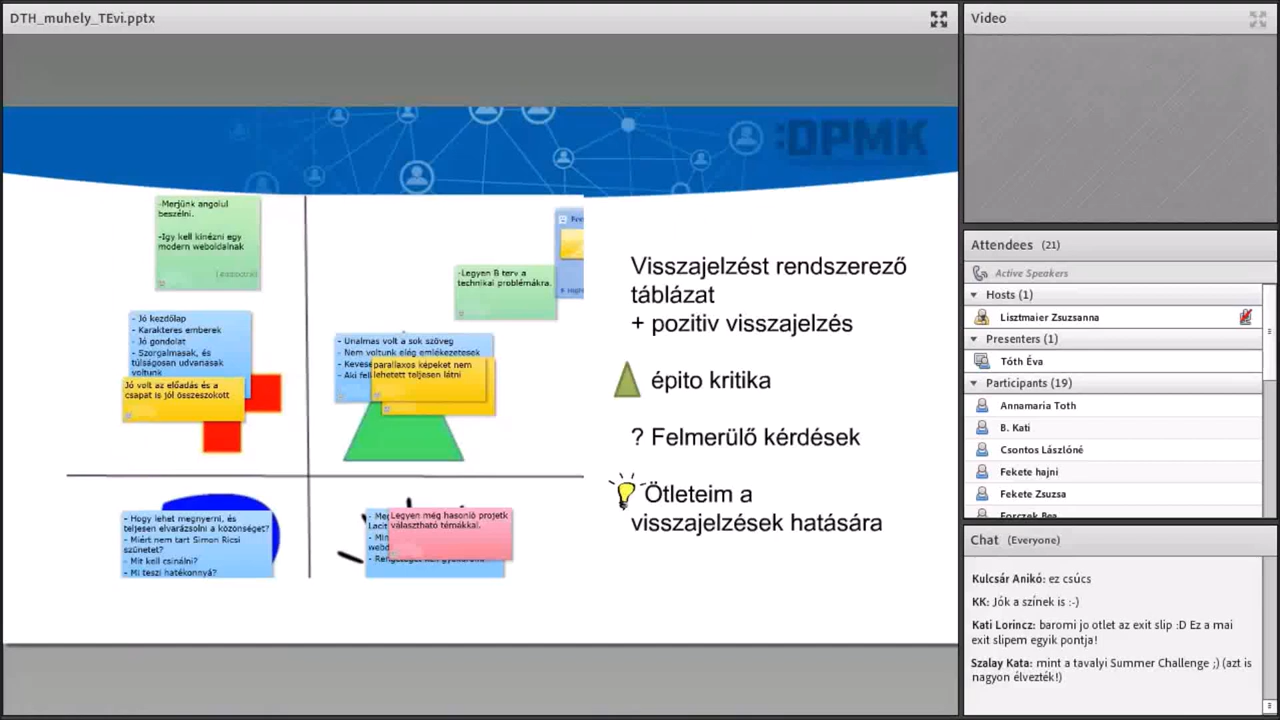 DTH_muhely_TEvi.pptx
:DPMK
-Merjünk angolul
beszélni.
-Igy kell kinézni egy
modern weboldalnak
-Legyen B terv a
technikai problémákra.
- Jó kezdőlap
- Karakteres emberek
- Jó gondolat
- Szorgalmasak, és
túlságosan udvariasak
voltunk
Jó volt az előadás és a
csapat is jól összeszokott
- Unalmas volt a sok szöveg
- Nem voltunk elég emlékezetesek
parallaxos képeket nem
lehetett teljesen látni
- Hogy lehet megnyerni, és
teljesen elvarázsolni a közönséget?
- Miért nem tart Simon Ricsi
szünetet?
- Mit kell csinálni?
- Mi teszi hatékonnyá?
Legyen még hasonló projetk
választható témákkal.
Visszajelzést rendszerező
táblázat
+ pozitiv visszajelzés
épito kritika
? Felmerülő kérdések
Ötleteim a
visszajelzések hatására
Video
Attendees (21)
Active Speakers
Hosts (1)
Lisztmaier Zsuzsanna
Presenters (1)
Tóth Éva
Participants (19)
Annamaria Toth
B. Kati
Csontos Lászlóné
Fekete hajni
Fekete Zsuzsa
Forczek Bea
Chat (Everyone)
Kulcsár Anikó: ez csúcs
KK: Jók a színek is :-)
Kati Lorincz: baromi jo otlet az exit slip :D Ez a mai
exit slipem egyik pontja!
Szalay Kata: mint a tavalyi Summer Challenge ;) (azt is
nagyon élvezték!)